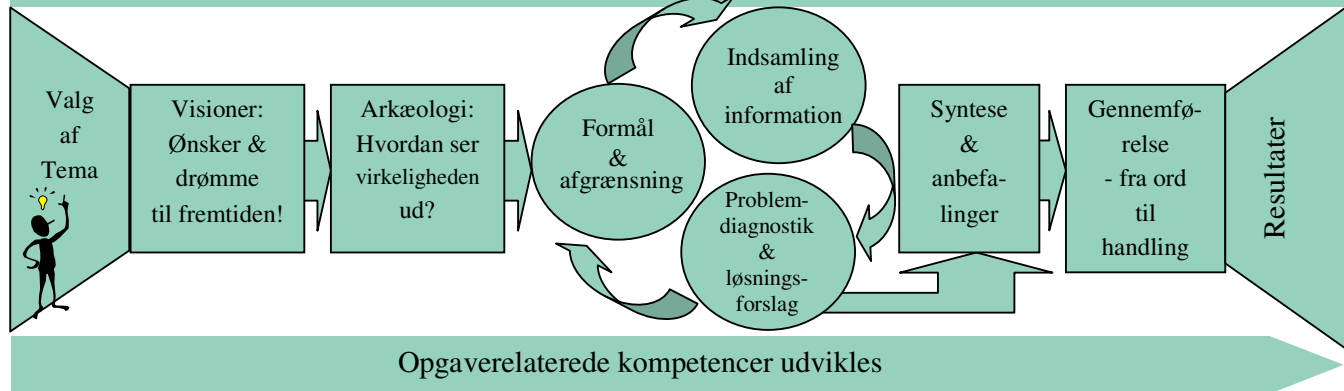 Valg
af
Tema
Visioner:
Ønsker &
drømme
til fremtiden!
Arkæologi:
Hvordan ser
virkeligheden
ud?
Formål
&
afgrænsning
Indsamling
af
information
Problem-
diagnostik
&
løsnings-
forslag
Syntese
&
anbefa-
linger
Gennemfø-
relse
- fra ord
til
handling
Resultater
Opgaverelaterede kompetencer udvikles